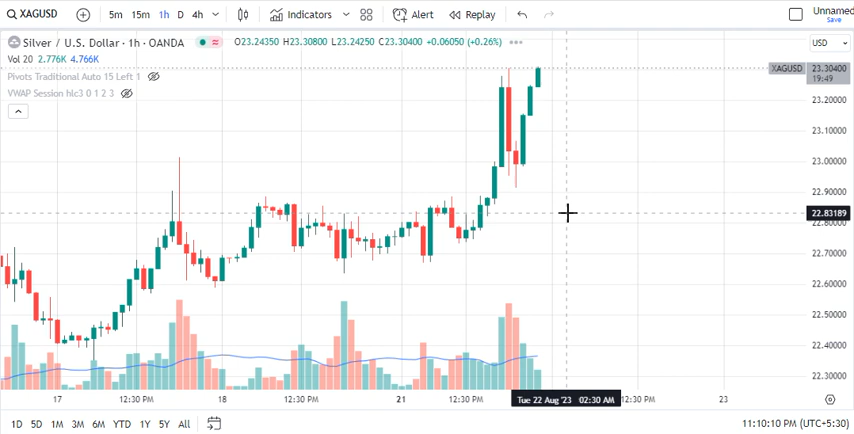 XAGUSD 5m 15m 1h D 4h Indicators Alert Replay Unnamed
Save
Silver / U.S. Dollar · 1h · OANDA O23.24350 H23.30800 L23.24250 C23.30400 +0.06050 (+0.26%) USD
Vol 20 2.776K 4.766K
Pivots Traditional Auto 15 Left 1
VWAP Session hlc3 0 1 2 3
XAGUSD 23.30400
19:49
23.20000
23.10000
23.00000
22.90000
22.83189
22.80000
22.70000
22.60000
22.50000
22.40000
22.30000
17 12:30 PM 18 12:30 PM 21 12:30 PM Tue 22 Aug '23 02:30 AM 12:30 PM 23
1D 5D 1M 3M 6M YTD 1Y 5Y All 11:10:10 PM (UTC+5:30)